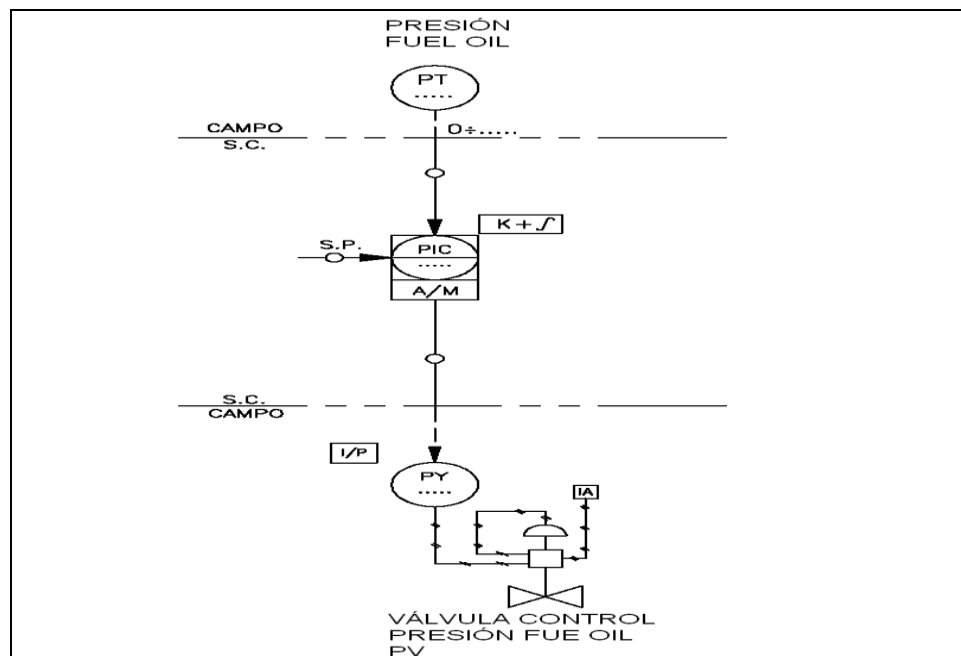 PRESIÓN
FUEL OIL
PT
.....
CAMPO
S.C.
0÷.....
K+∫
S.P.
PIC
.....
A/M
S.C.
CAMPO
I/P
PY
.....
IA
VÁLVULA CONTROL
PRESIÓN FUE OIL
PV